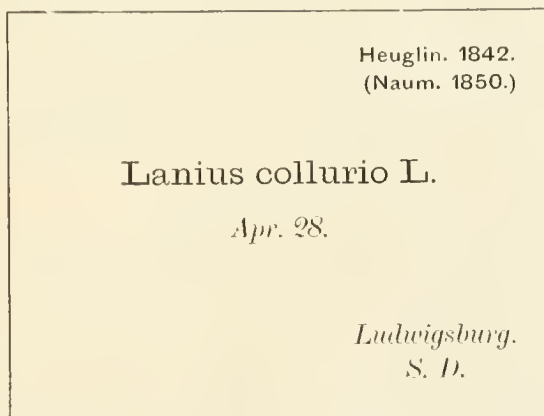 Heuglin. 1842.
(Naum. 1850.)
Lanius collurio L.
Apr. 28.
Ludwigsburg.
S. D.